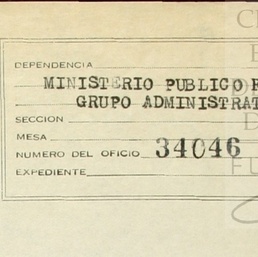 DEPENDENCIA
MINISTERIO PUBLICO
GRUPO ADMINISTRAT
SECCION
MESA
NUMERO DEL OFICIO 34046
EXPEDIENTE